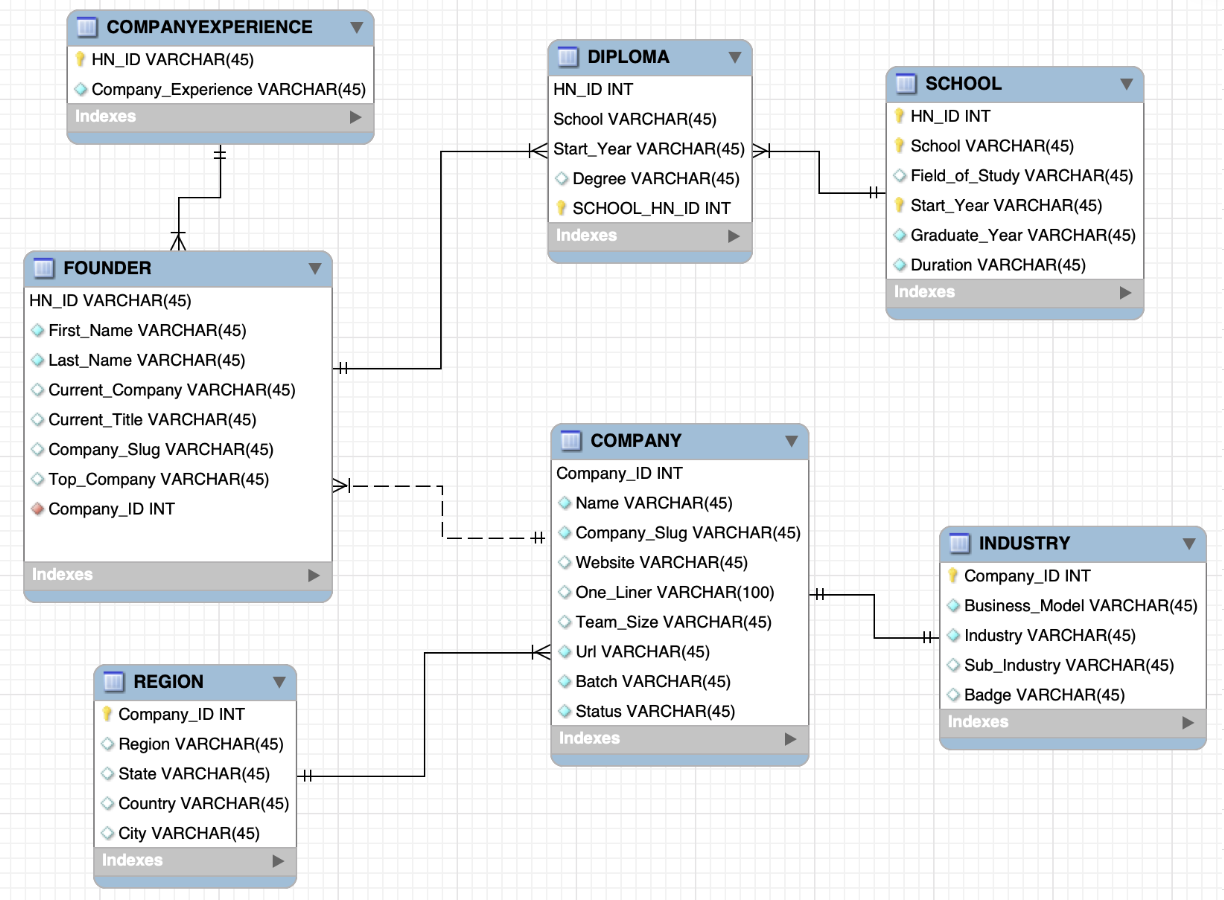 COMPANYEXPERIENCE
HN_ID VARCHAR(45)
Company_Experience VARCHAR(45)
Indexes
DIPLOMA
HN_ID INT
School VARCHAR(45)
Start_Year VARCHAR(45)
Degree VARCHAR(45)
SCHOOL_HN_ID INT
Indexes
SCHOOL
HN_ID INT
School VARCHAR(45)
Field_of_Study VARCHAR(45)
Start_Year VARCHAR(45)
Graduate_Year VARCHAR(45)
Duration VARCHAR(45)
Indexes
FOUNDER
HN_ID VARCHAR(45)
First_Name VARCHAR(45)
Last_Name VARCHAR(45)
Current_Company VARCHAR(45)
Current_Title VARCHAR(45)
Company_Slug VARCHAR(45)
Top_Company VARCHAR(45)
Company_ID INT
Indexes
COMPANY
Company_ID INT
Name VARCHAR(45)
Company_Slug VARCHAR(45)
Website VARCHAR(45)
One_Liner VARCHAR(100)
Team_Size VARCHAR(45)
Url VARCHAR(45)
Batch VARCHAR(45)
Status VARCHAR(45)
Indexes
INDUSTRY
Company_ID INT
Business_Model VARCHAR(45)
Industry VARCHAR(45)
Sub_Industry VARCHAR(45)
Badge VARCHAR(45)
Indexes
REGION
Company_ID INT
Region VARCHAR(45)
State VARCHAR(45)
Country VARCHAR(45)
City VARCHAR(45)
Indexes